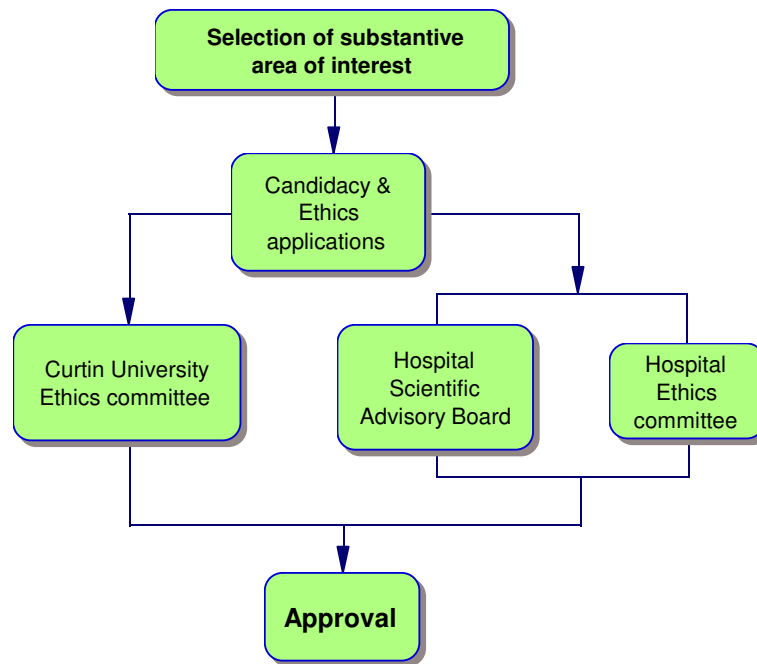 Selection of substantive
area of interest
Candidacy &
Ethics
applications
Curtin University
Ethics committee
Hospital
Scientific
Advisory Board
Hospital
Ethics
committee
Approval